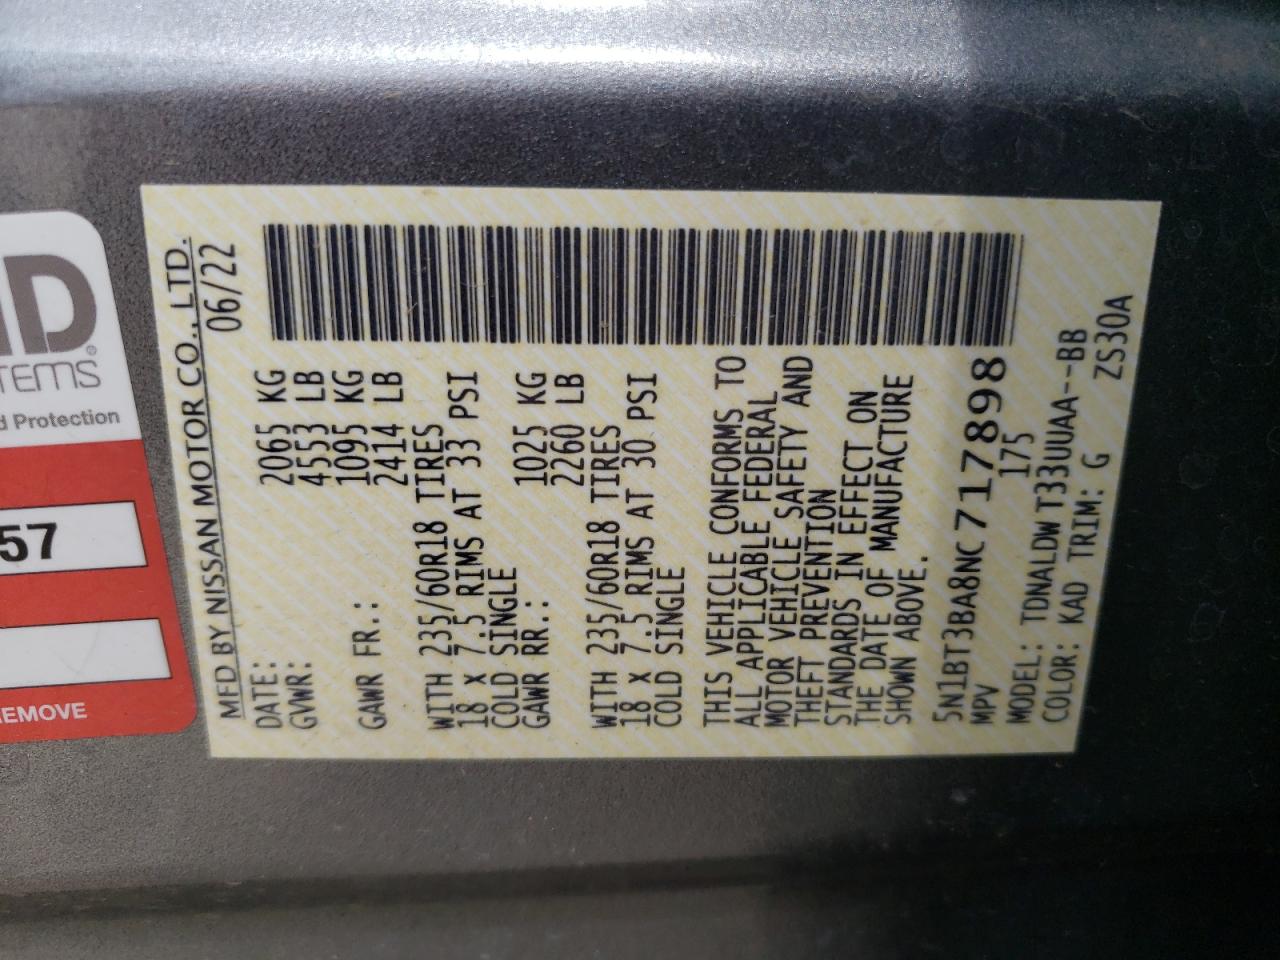 MFD BY NISSAN MOTOR CO., LTD.
DATE: 06/22
GVWR: 2065 KG
4553 LB
GAWR FR.: 1095 KG
2414 LB
WITH 235/60R18 TIRES
18 X 7.5 RIMS AT 33 PSI
COLD SINGLE
GAWR RR.: 1025 KG
2260 LB
WITH 235/60R18 TIRES
18 X 7.5 RIMS AT 30 PSI
COLD SINGLE
THIS VEHICLE CONFORMS TO
ALL APPLICABLE FEDERAL
MOTOR VEHICLE SAFETY AND
THEFT PREVENTION
STANDARDS IN EFFECT ON
THE DATE OF MANUFACTURE
SHOWN ABOVE.
5N1BT3BA8NC717898
MPV 175
MODEL: TDNALDWT33UUAA--BB
COLOR: KAD TRIM: G ZS30A
d Protection
57